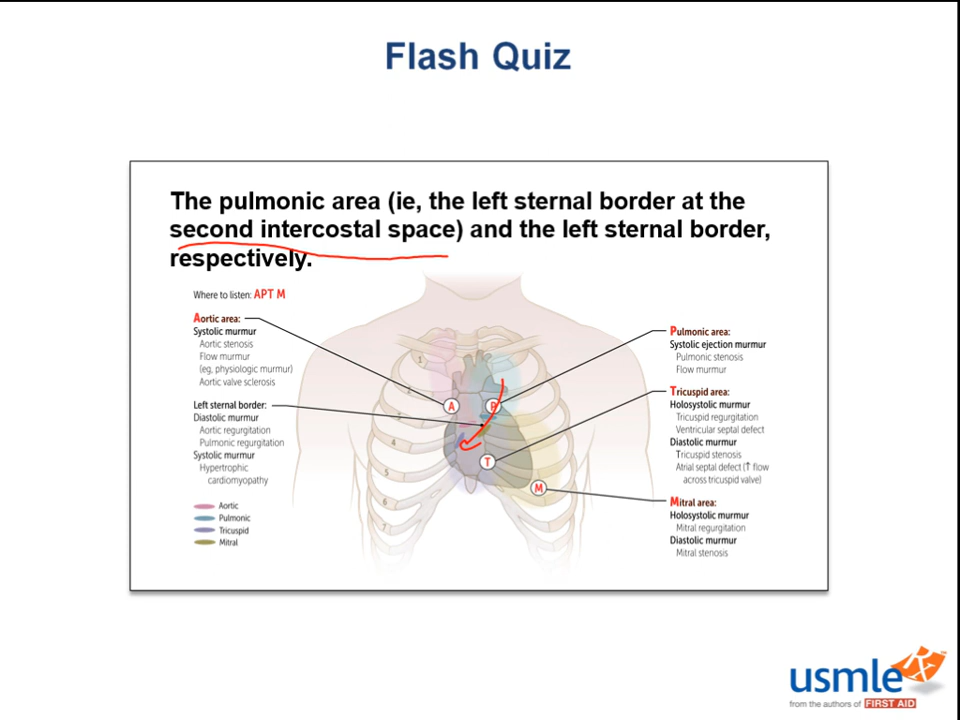 Flash Quiz
The pulmonic area (ie, the left sternal border at the
second intercostal space) and the left sternal border,
respectively.
Where to listen: APT M
Aortic area:
Systolic murmur
Aortic stenosis
Flow murmur
(eg, physiologic murmur)
Aortic valve sclerosis
Left sternal border:
Diastolic murmur
Aortic regurgitation
Pulmonic regurgitation
Systolic murmur
Hypertrophic
cardiomyopathy
Aortic
Pulmonic
Tricuspid
Mitral
1
2
3
4
5
6
7
A
P
T
M
Pulmonic area:
Systolic ejection murmur
Pulmonic stenosis
Flow murmur
Tricuspid area:
Holosystolic murmur
Tricuspid regurgitation
Ventricular septal defect
Diastolic murmur
Tricuspid stenosis
Atrial septal defect (↑ flow
across tricuspid valve)
Mitral area:
Holosystolic murmur
Mitral regurgitation
Diastolic murmur
Mitral stenosis
usmle Rx
from the authors of FIRST AID